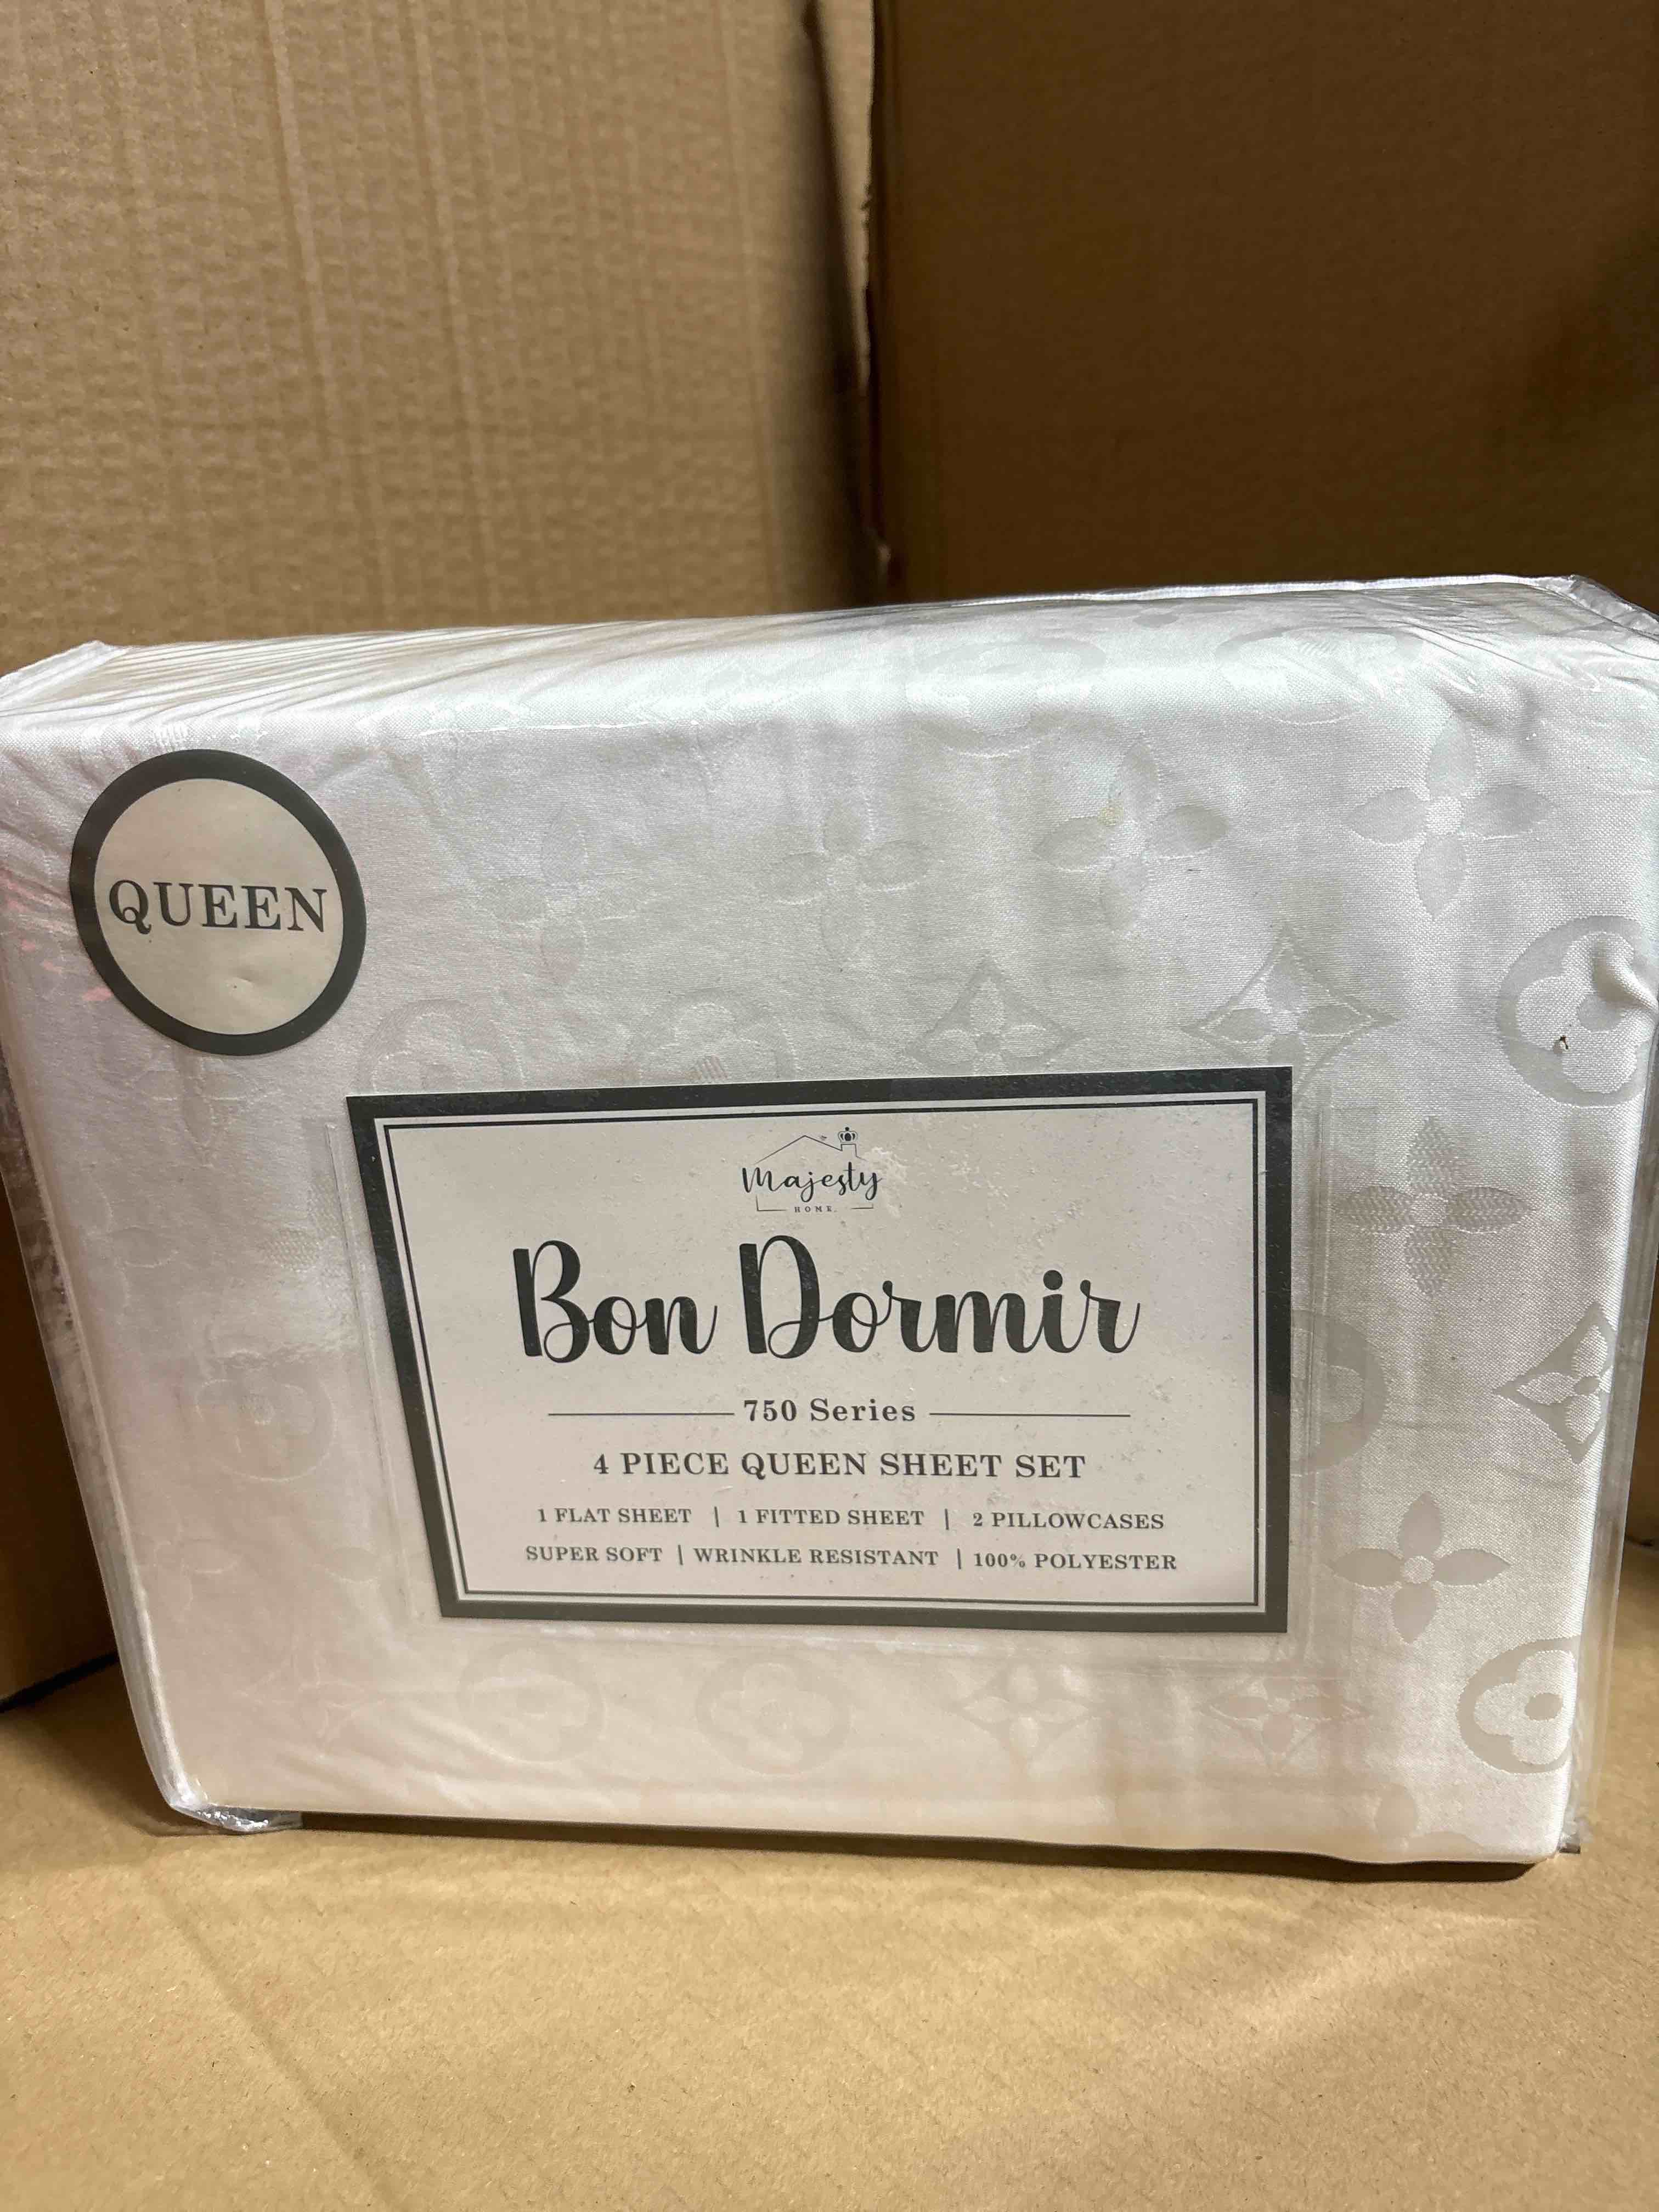 QUEEN
Majesty
HOME
Bon Dormir
750 Series
4 PIECE QUEEN SHEET SET
1 FLAT SHEET | 1 FITTED SHEET | 2 PILLOWCASES
SUPER SOFT | WRINKLE RESISTANT | 100% POLYESTER